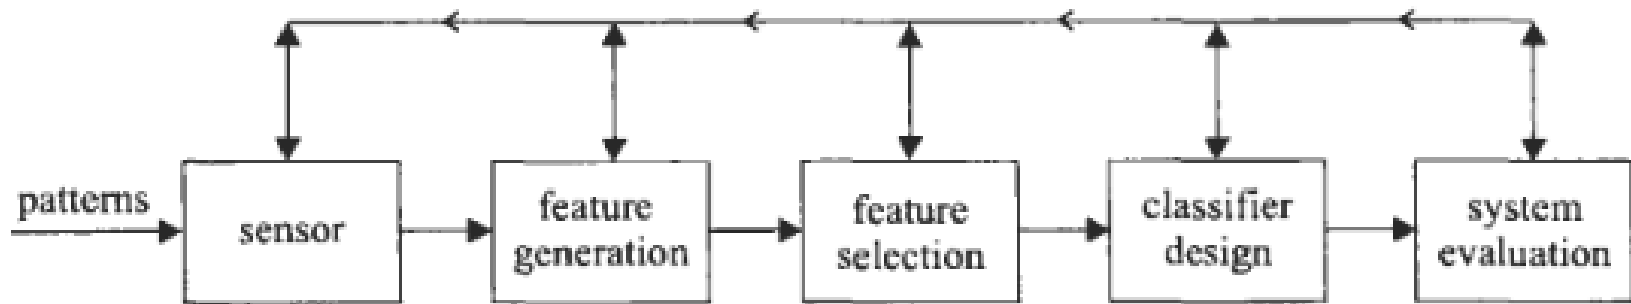 patterns
sensor
feature
generation
feature
selection
classifier
design
system
evaluation